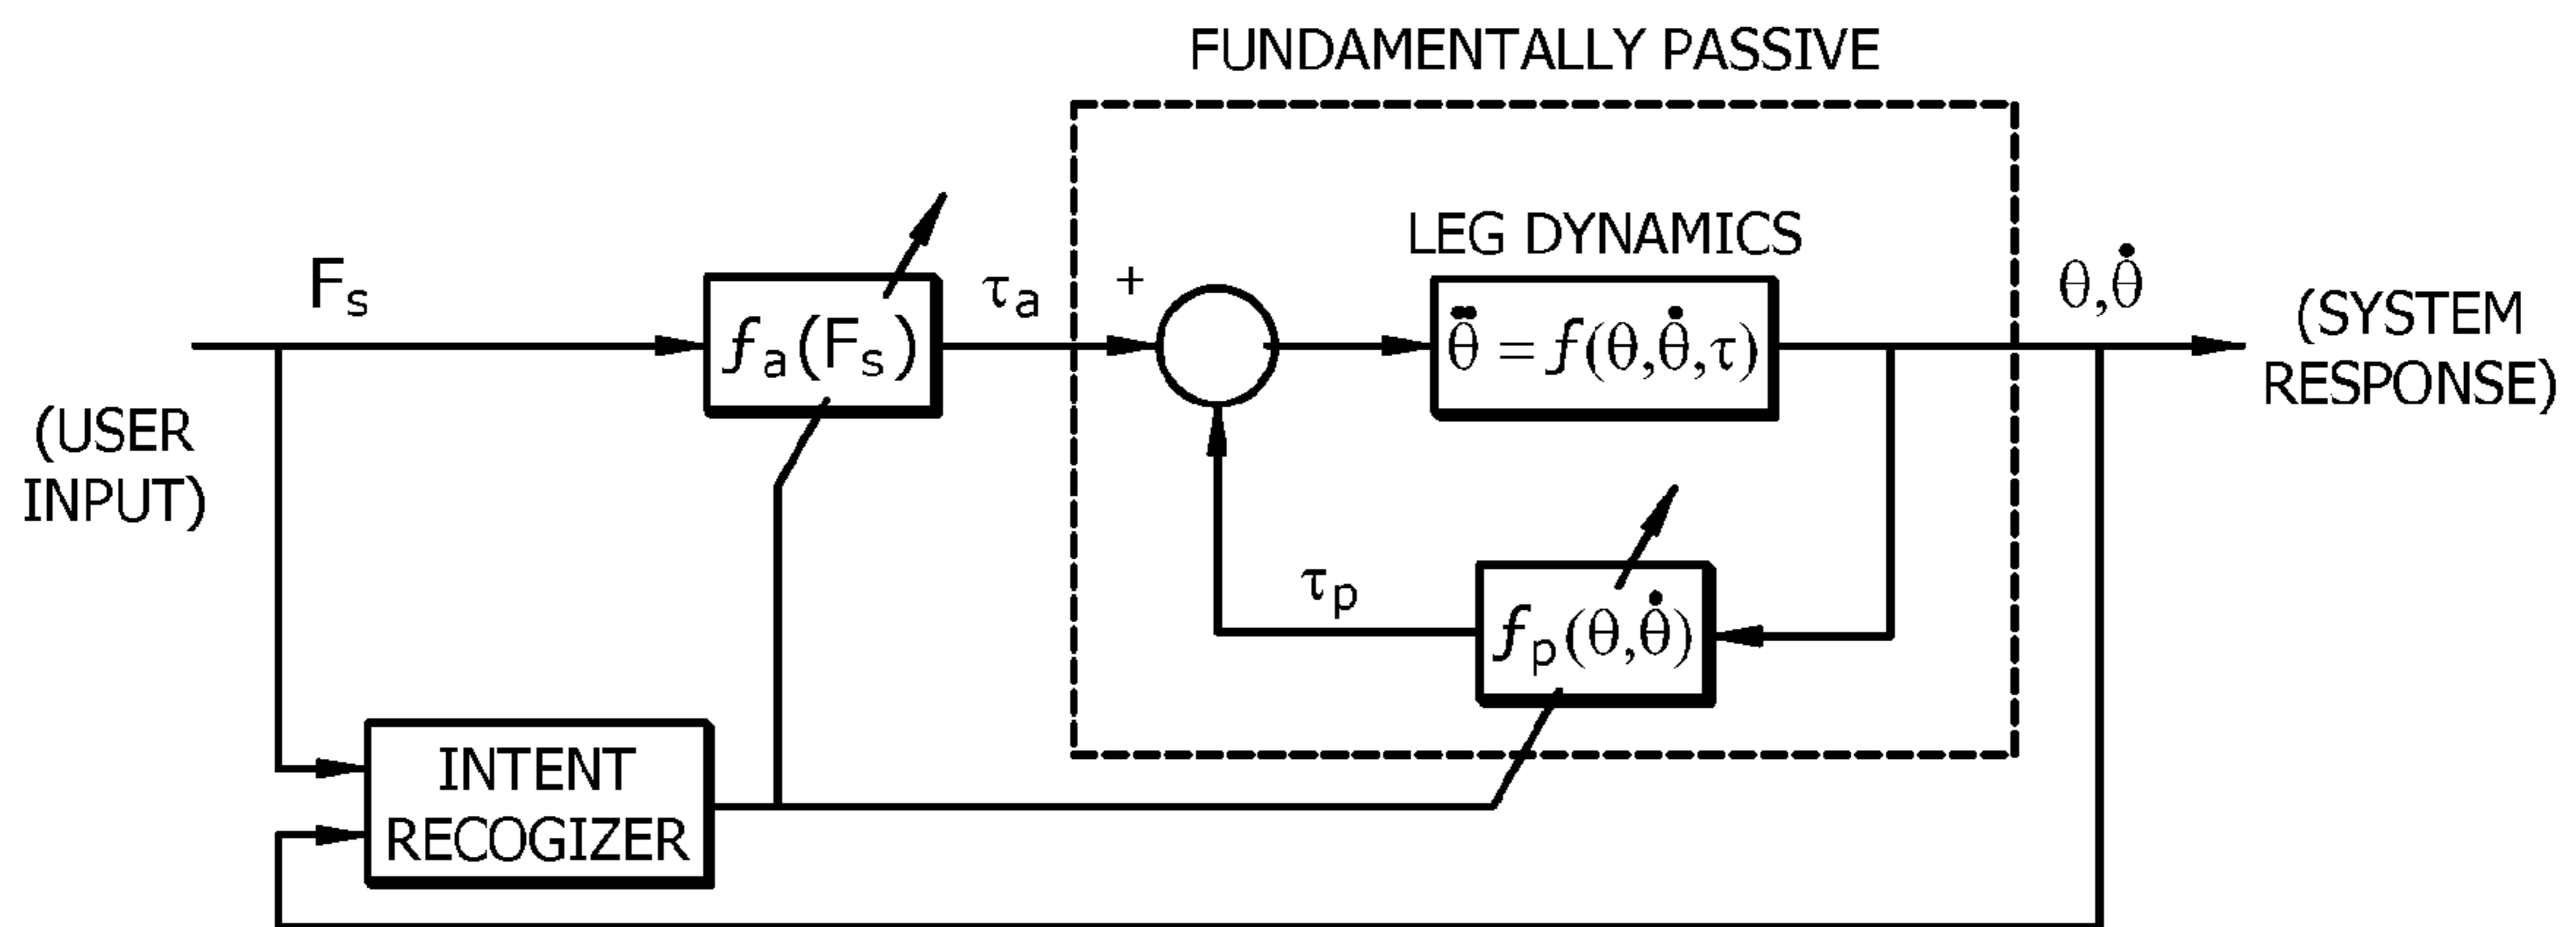 FUNDAMENTALLY PASSIVE
LEG DYNAMICS
Fₛ
fₐ(Fₛ)
τₐ
+
θ̈ = f(θ,θ̇,τ)
θ,θ̇
(SYSTEM
RESPONSE)
(USER
INPUT)
τₚ
fₚ(θ,θ̇)
INTENT
RECOGIZER